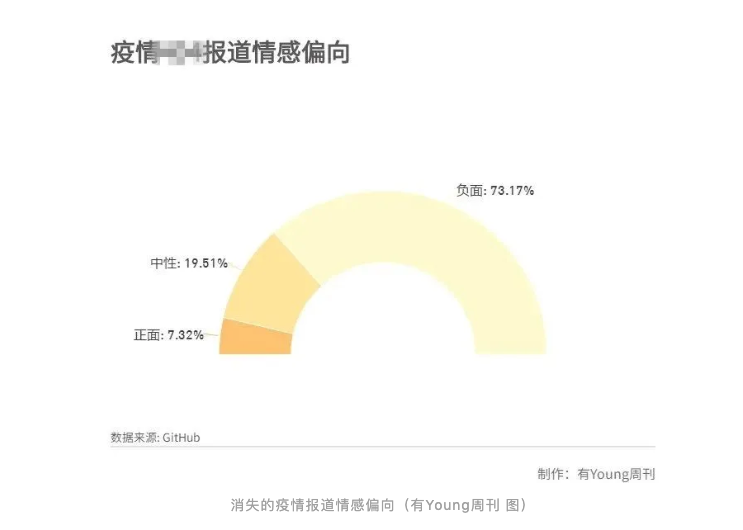 疫情报道情感偏向
负面: 73.17%
中性: 19.51%
正面: 7.32%
数据来源: GitHub
制作：有Young周刊
消失的疫情报道情感偏向（有Young周刊 图）